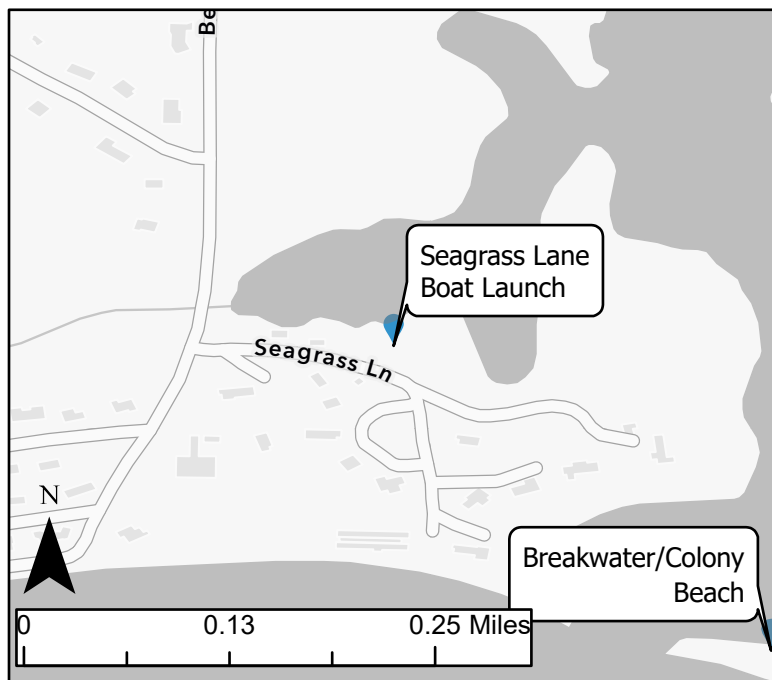 Be
Seagrass Lane
Boat Launch
Seagrass Ln
N
Breakwater/Colony
Beach
0 0.13 0.25 Miles